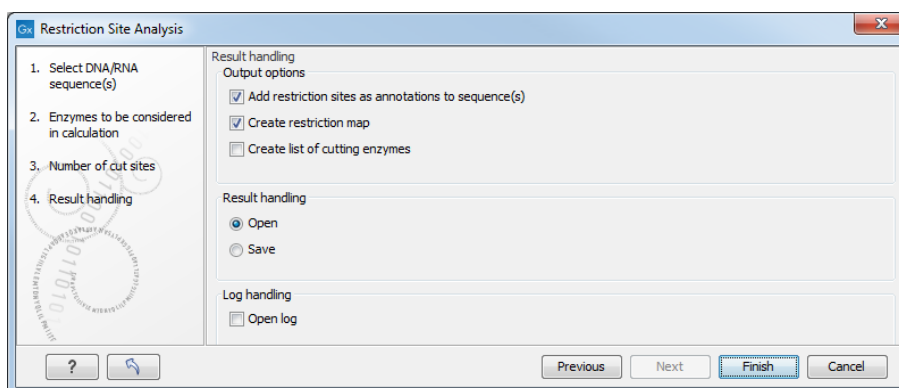 Gx Restriction Site Analysis
X
1. Select DNA/RNA
sequence(s)
2. Enzymes to be considered
in calculation
3. Number of cut sites
4. Result handling
Result handling
Output options
Add restriction sites as annotations to sequence(s)
Create restriction map
Create list of cutting enzymes
Result handling
Open
Save
Log handling
Open log
?
Previous
Next
Finish
Cancel